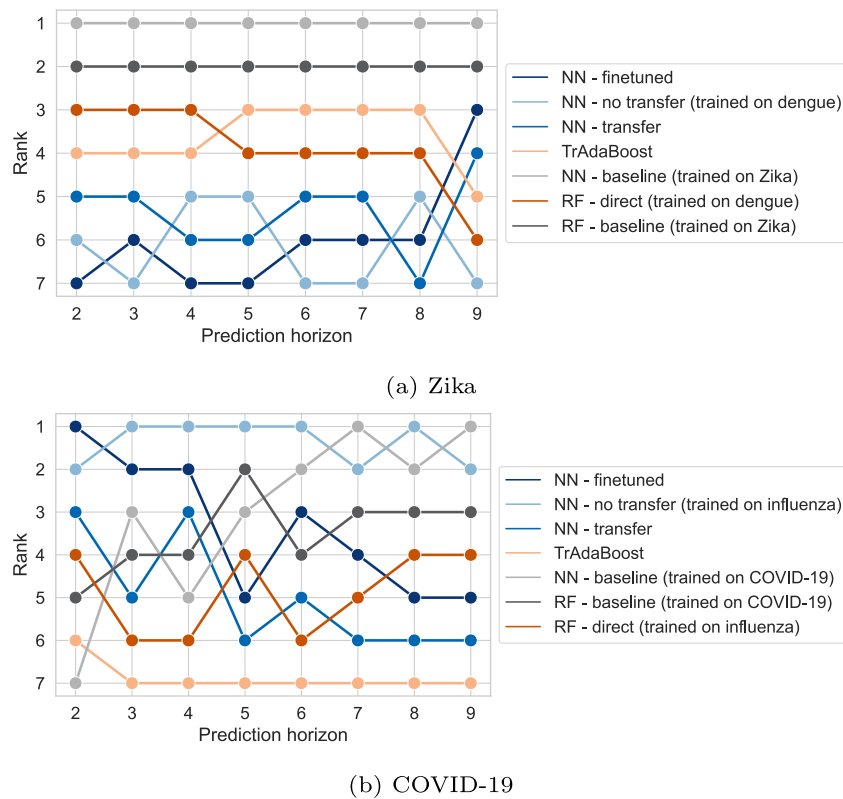 1
2
3
4
5
6
7
Rank
2 3 4 5 6 7 8 9
Prediction horizon
NN - finetuned
NN - no transfer (trained on dengue)
NN - transfer
TrAdaBoost
NN - baseline (trained on Zika)
RF - direct (trained on dengue)
RF - baseline (trained on Zika)
(a) Zika
1
2
3
4
5
6
7
Rank
2 3 4 5 6 7 8 9
Prediction horizon
NN - finetuned
NN - no transfer (trained on influenza)
NN - transfer
TrAdaBoost
NN - baseline (trained on COVID-19)
RF - baseline (trained on COVID-19)
RF - direct (trained on influenza)
(b) COVID-19